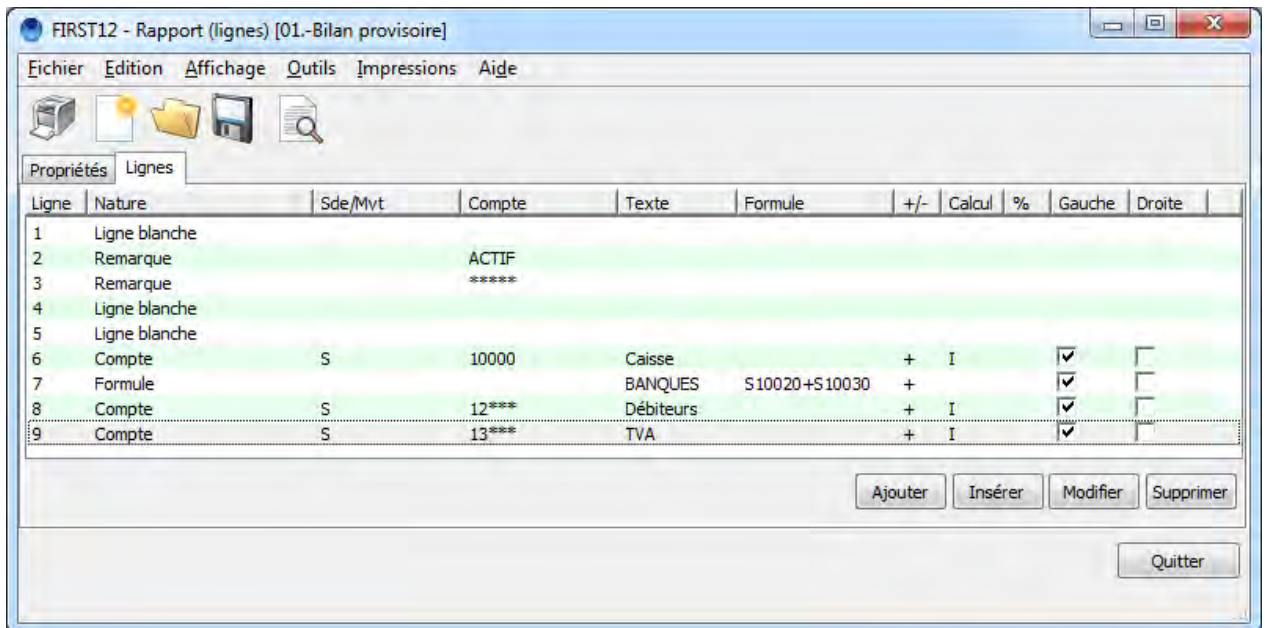 FIRST12 - Rapport (lignes) [01.-Bilan provisoire]
Fichier Edition Affichage Outils Impressions Aide
Propriétés Lignes
Ligne Nature Sde/Mvt Compte Texte Formule +/- Calcul % Gauche Droite
1 Ligne blanche
2 Remarque ACTIF
3 Remarque *****
4 Ligne blanche
5 Ligne blanche
6 Compte S 10000 Caisse + I
7 Formule BANQUES S10020+S10030 +
8 Compte S 12*** Débiteurs + I
9 Compte S 13*** TVA + I
Ajouter Insérer Modifier Supprimer
Quitter